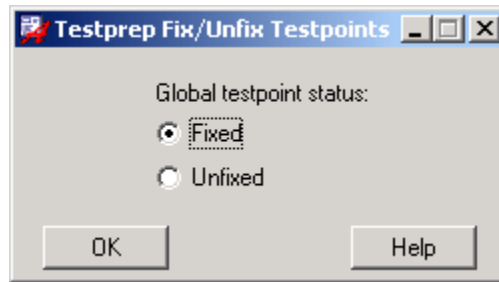 Testprep Fix/Unfix Testpoints
Global testpoint status:
Fixed
Unfixed
OK Help